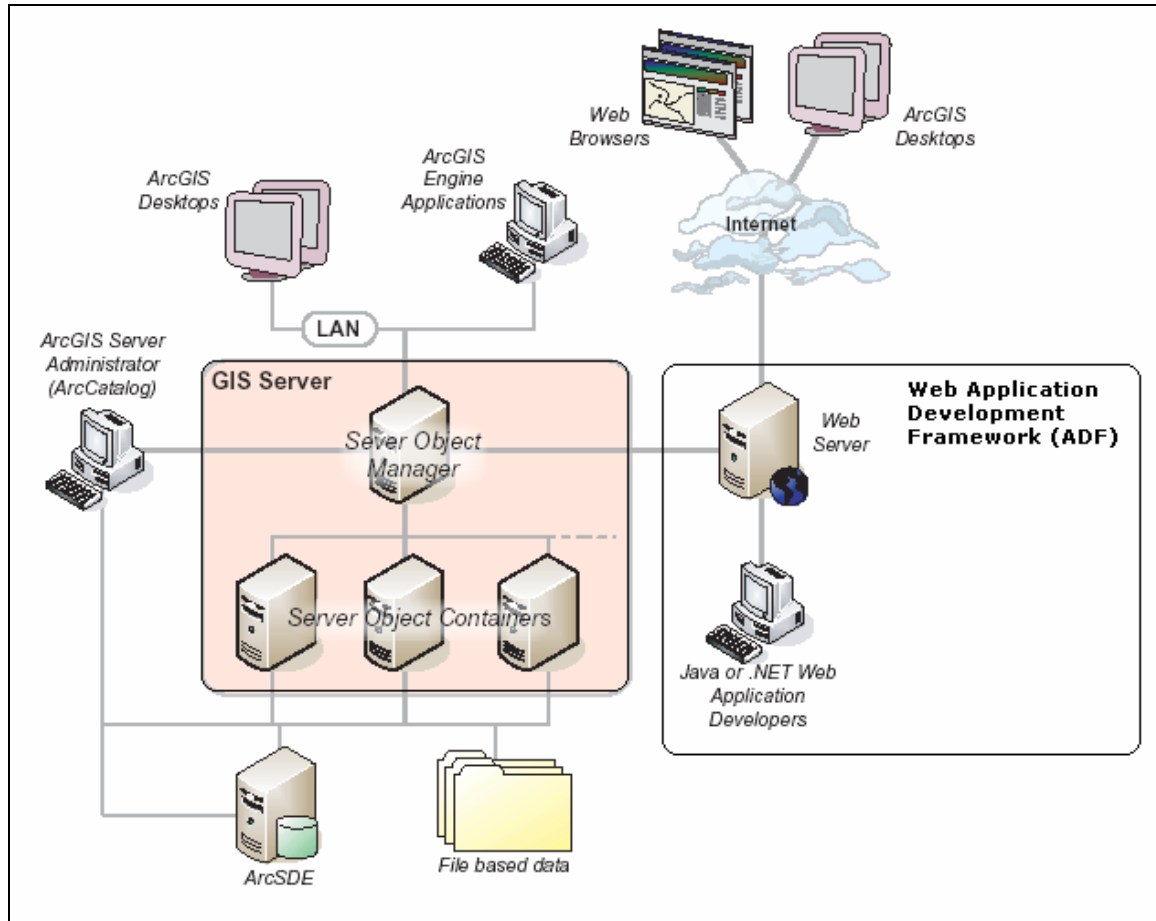 Web
Browsers
ArcGIS
Desktops
ArcGIS
Desktops
ArcGIS
Engine
Applications
Internet
LAN
ArcGIS Server
Administrator
(ArcCatalog)
GIS Server
Sever Object
Manager
Server Object Containers
Web Application
Development
Framework (ADF)
Web
Server
Java or .NET Web
Application
Developers
ArcSDE
File based data